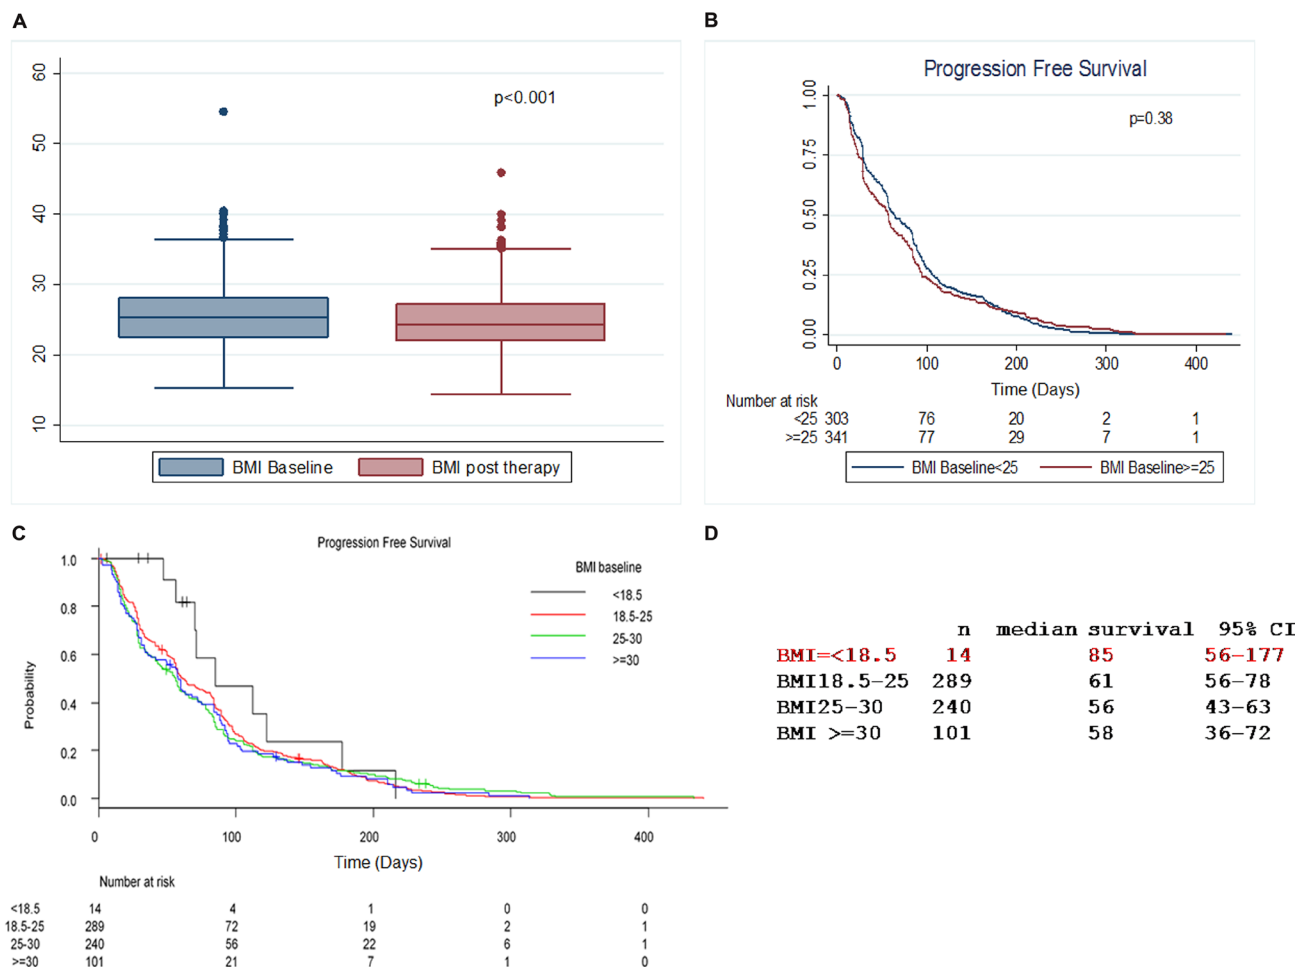 A
60
50
40
30
20
10
p<0.001
BMI Baseline
BMI post therapy
B
Progression Free Survival
p=0.38
1.00
0.75
0.50
0.25
0.00
0 100 200 300 400
Time (Days)
Number at risk
<25 303 76 20 2 1
>=25 341 77 29 7 1
BMI Baseline<25
BMI Baseline>=25
C
Progression Free Survival
BMI baseline
<18.5
18.5-25
25-30
>=30
Probability
1.0
0.8
0.6
0.4
0.2
0.0
0 100 200 300 400
Time (Days)
Number at risk
<18.5 14 4 1 0 0
18.5-25 289 72 19 2 1
25-30 240 56 22 6 1
>=30 101 21 7 1 0
D
n median survival 95% CI
BMI=<18.5 14 85 56-177
BMI18.5-25 289 61 56-78
BMI25-30 240 56 43-63
BMI >=30 101 58 36-72